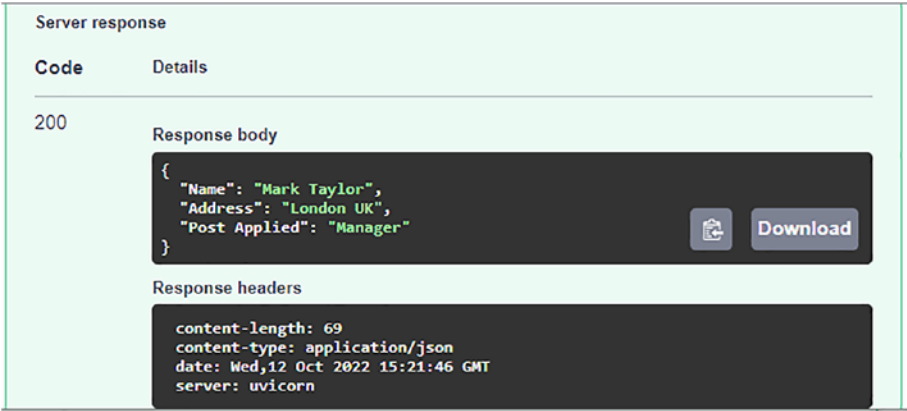 Server response
Code Details
200
Response body
{
"Name": "Mark Taylor",
"Address": "London UK",
"Post Applied": "Manager"
}
Download
Response headers
content-length: 69
content-type: application/json
date: Wed,12 Oct 2022 15:21:46 GMT
server: uvicorn